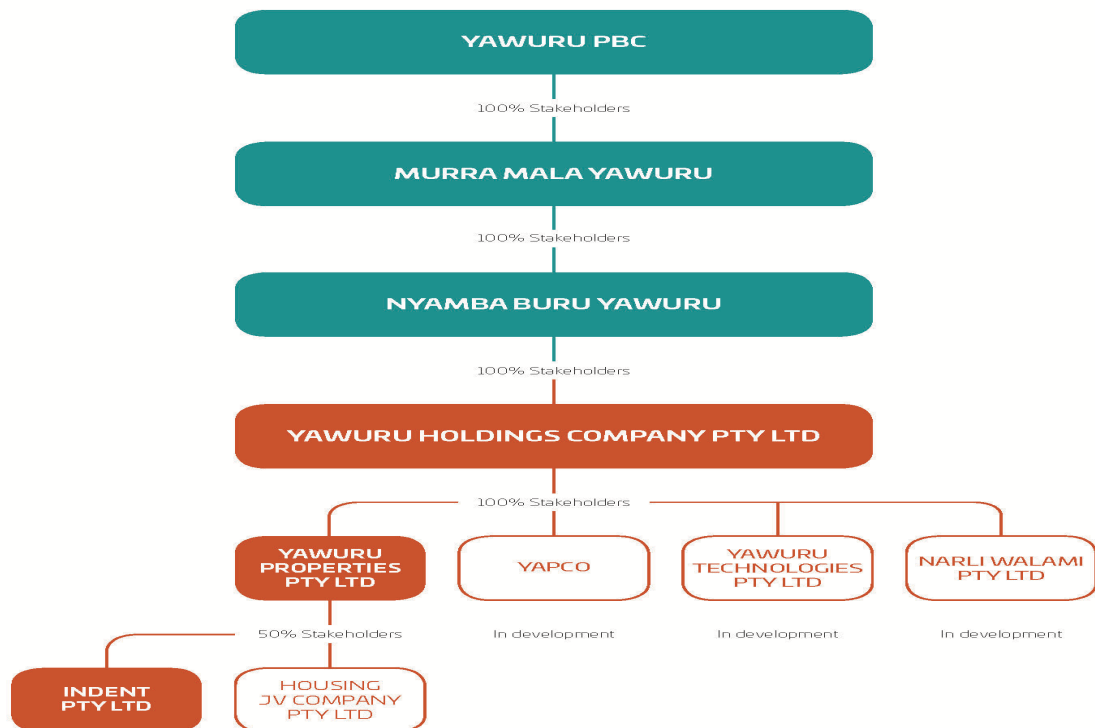 YAWURU PBC
100% Stakeholders
MURRA MALA YAWURU
100% Stakeholders
NYAMBA BURU YAWURU
100% Stakeholders
YAWURU HOLDINGS COMPANY PTY LTD
100% Stakeholders
YAWURU
PROPERTIES
PTY LTD
YAPCO
YAWURU
TECHNOLOGIES
PTY LTD
NARLI WALAMI
PTY LTD
50% Stakeholders
In development
In development
In development
INDENT
PTY LTD
HOUSING
JV COMPANY
PTY LTD